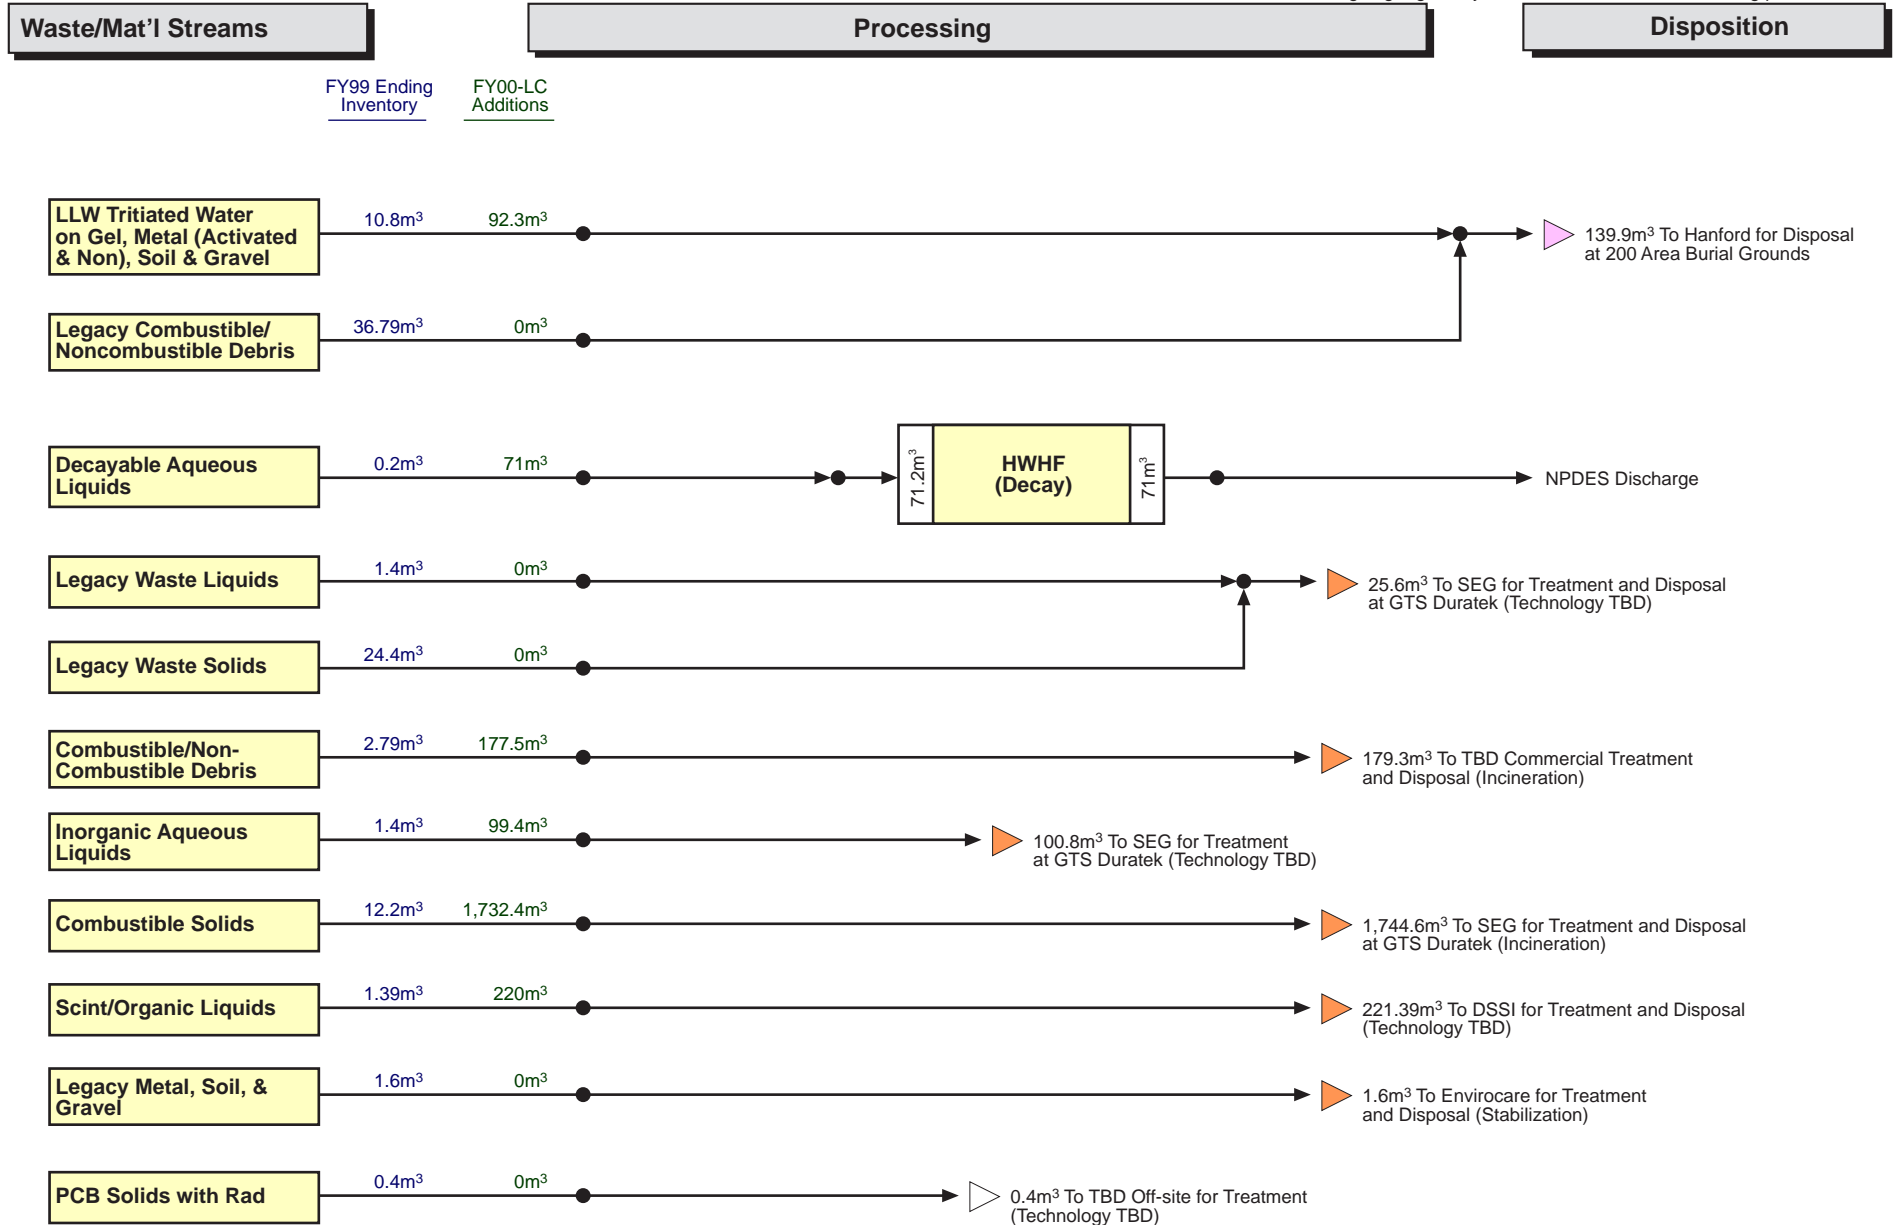 Waste/Mat'l Streams
Processing
Disposition
FY99 Ending
Inventory
FY00-LC
Additions
LLW Tritiated Water
on Gel, Metal (Activated
& Non), Soil & Gravel
10.8m³
92.3m³
139.9m³ To Hanford for Disposal
at 200 Area Burial Grounds
Legacy Combustible/
Noncombustible Debris
36.79m³
0m³
Decayable Aqueous
Liquids
0.2m³
71m³
71.2m³
HWHF
(Decay)
71m³
NPDES Discharge
Legacy Waste Liquids
1.4m³
0m³
25.6m³ To SEG for Treatment and Disposal
at GTS Duratek (Technology TBD)
Legacy Waste Solids
24.4m³
0m³
Combustible/Non-
Combustible Debris
2.79m³
177.5m³
179.3m³ To TBD Commercial Treatment
and Disposal (Incineration)
Inorganic Aqueous
Liquids
1.4m³
99.4m³
100.8m³ To SEG for Treatment
at GTS Duratek (Technology TBD)
Combustible Solids
12.2m³
1,732.4m³
1,744.6m³ To SEG for Treatment and Disposal
at GTS Duratek (Incineration)
Scint/Organic Liquids
1.39m³
220m³
221.39m³ To DSSI for Treatment and Disposal
(Technology TBD)
Legacy Metal, Soil, &
Gravel
1.6m³
0m³
1.6m³ To Envirocare for Treatment
and Disposal (Stabilization)
PCB Solids with Rad
0.4m³
0m³
0.4m³ To TBD Off-site for Treatment
(Technology TBD)